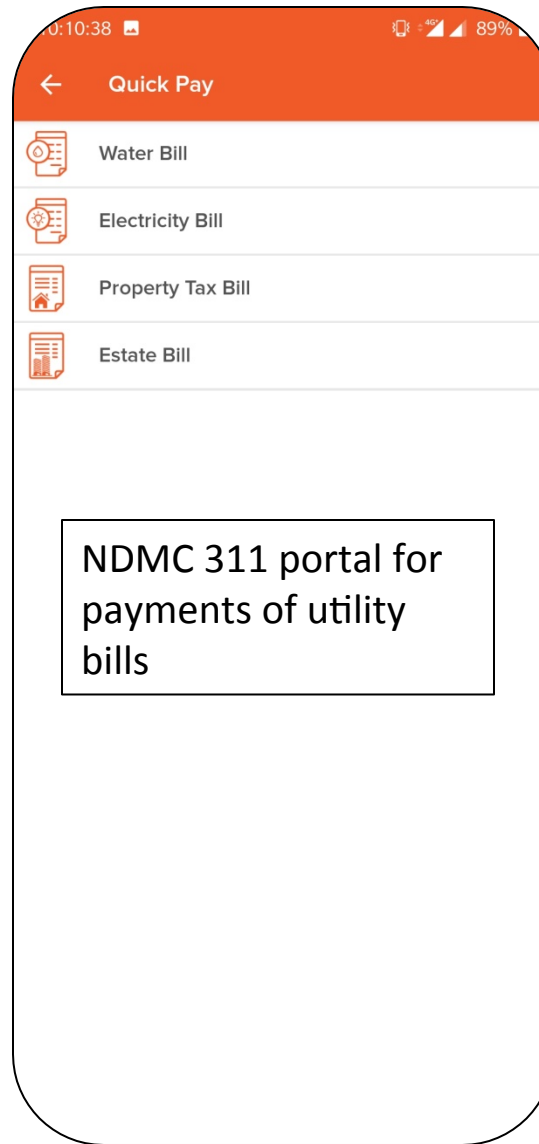 0:10:38 4G+ 89%
Quick Pay
Water Bill
Electricity Bill
Property Tax Bill
Estate Bill
NDMC 311 portal for
payments of utility
bills